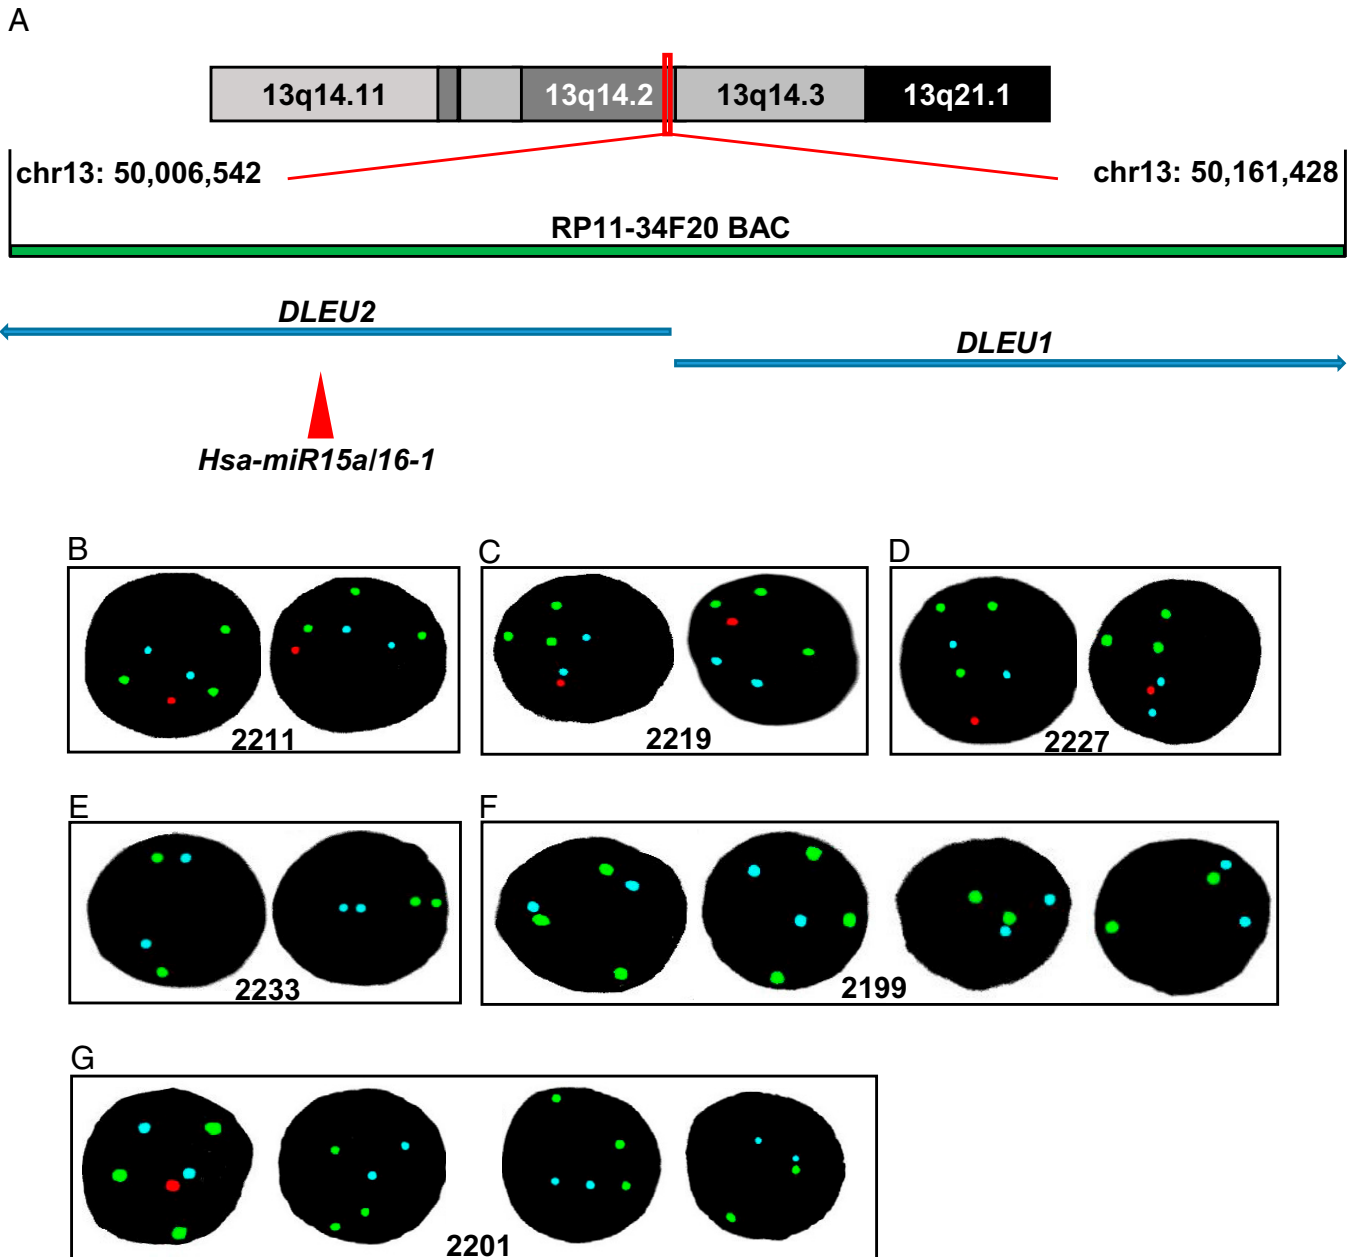 A
13q14.11
13q14.2
13q14.3
13q21.1
chr13: 50,006,542
chr13: 50,161,428
RP11-34F20 BAC
DLEU2
DLEU1
Hsa-miR15a/16-1
B
C
D
2211
2219
2227
E
F
2233
2199
G
2201